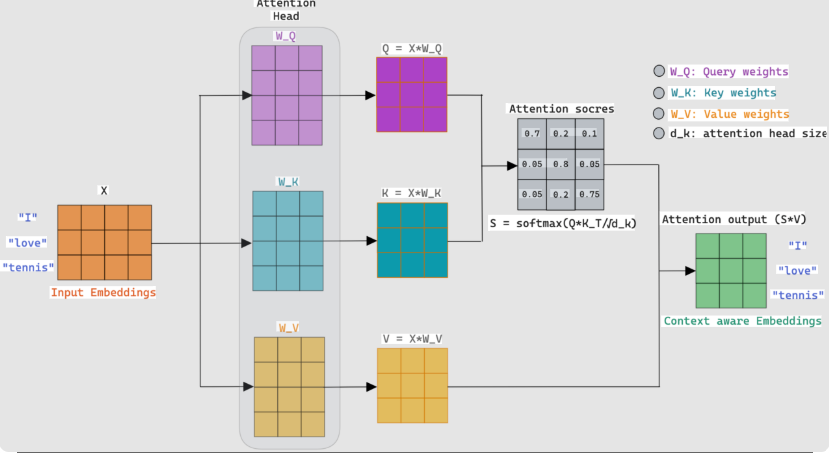 Attention
Head
W_Q
Q = X*W_Q
W_Q: Query weights
W_K: Key weights
W_V: Value weights
d_k: attention head size
Attention socres
0.7 0.2 0.1
0.05 0.8 0.05
0.05 0.2 0.75
S = softmax(Q*K_T/√d_k)
X
"I"
"love"
"tennis"
Input Embeddings
W_K
K = X*W_K
Attention output (S*V)
"I"
"love"
"tennis"
Context aware Embeddings
W_V
V = X*W_V